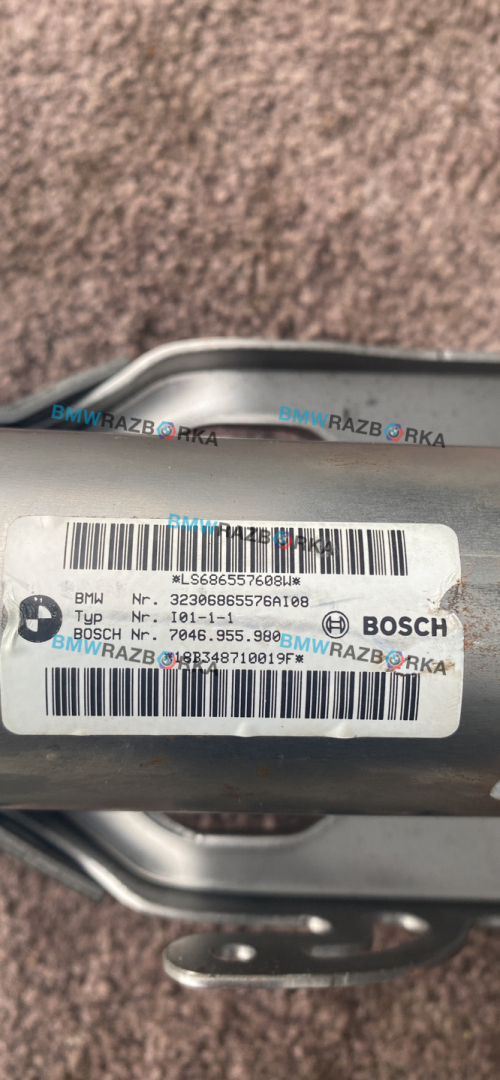 BMWRAZBORKA BMWRAZBORKA
BMWRAZBORKA
*LS686557608W*
BMW Nr. 32306865576AI08
Typ Nr. I01-1-1
BOSCH Nr. 7046.955.980
BOSCH
BMWRAZBORKA BMWRAZBORKA
*18B348710019F*